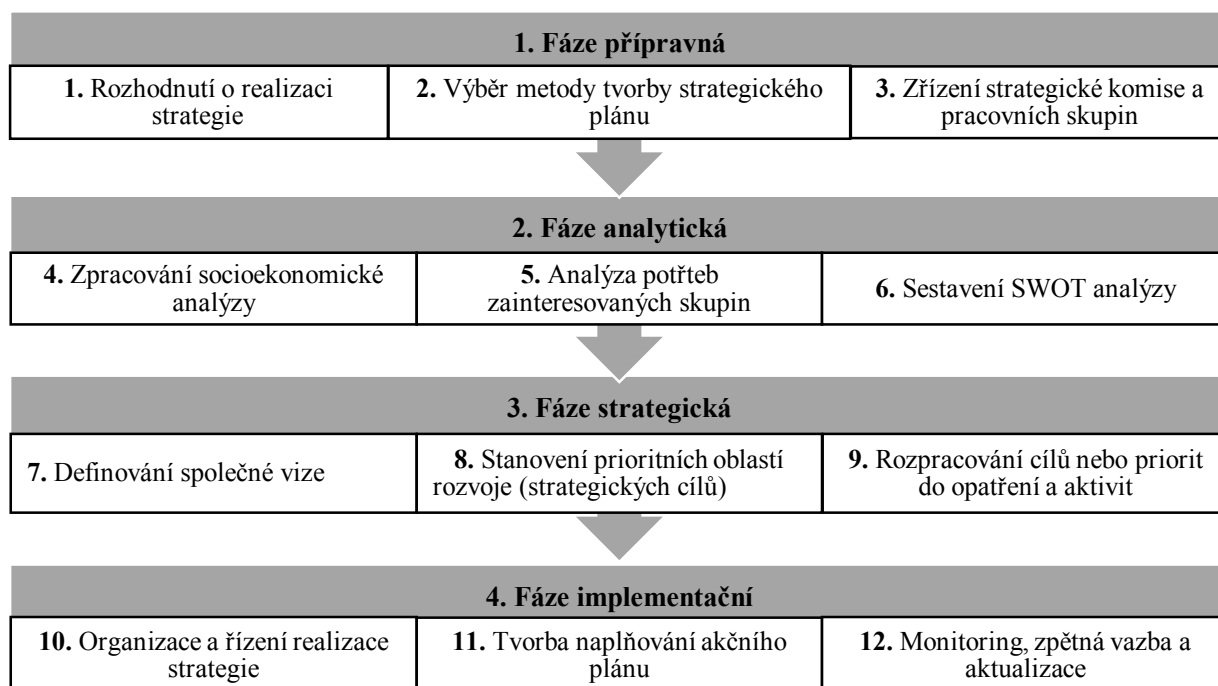 1. Fáze přípravná
1. Rozhodnutí o realizaci
strategie
2. Výběr metody tvorby strategického
plánu
3. Zřízení strategické komise a
pracovních skupin
2. Fáze analytická
4. Zpracování socioekonomické
analýzy
5. Analýza potřteb
zainteresovaných skupin
6. Sestavení SWOT analýzy
3. Fáze strategická
7. Definování společné vize
8. Stanovení prioritních oblastí
rozvoje (strategických cílů)
9. Rozpracování cílů nebo priorit
do opatření a aktivit
4. Fáze implementační
10. Organizace a řízení realizace
strategie
11. Tvorba naplňování akčního
plánu
12. Monitoring, zpětná vazba a
aktualizace